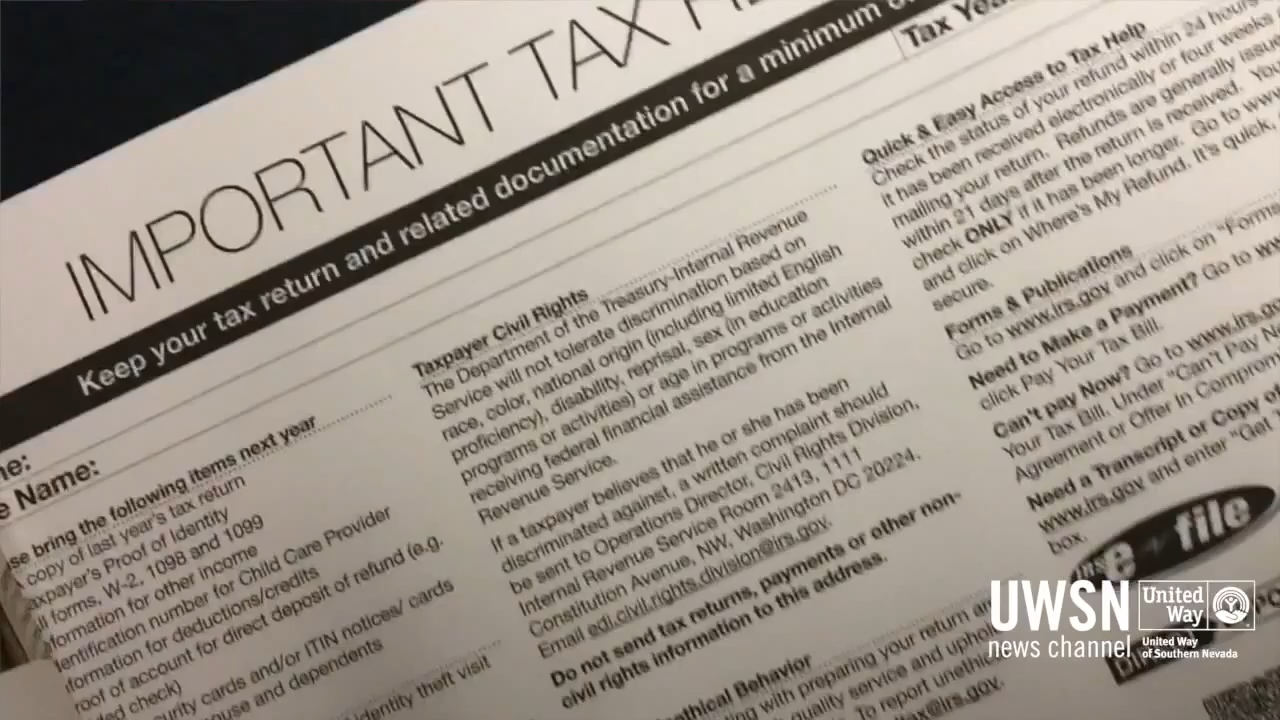 IMPORTANT TAX
Keep your tax return and related documentation for a minimum
Tax
Name:
bring the following items next year
copy of last year's tax return
Proof of Identity
forms, W-2, 1098 and 1099
for other income
number for Child Care Provider
for deductions/credits
of account for direct deposit of refund (e.g.
check)
cards and/or ITIN notices/ cards
and dependents
identity theft visit
Taxpayer Civil Rights
The Department of the Treasury-Internal Revenue
Service will not tolerate discrimination based on
race, color, national origin (including limited English
proficiency), disability, reprisal, sex (in education
programs or activities) or age in programs or activities
receiving federal financial assistance from the Internal
Revenue Service.
If a taxpayer believes that he or she has been
discriminated against, a written complaint should
be sent to Operations Director, Civil Rights Division,
Internal Revenue Service Room 2413, 1111
Constitution Avenue, NW, Washington DC 20224.
Email edi.civil.rights.division@irs.gov.
Do not send tax returns, payments or other non-
civil rights information to this address.
Behavior
with preparing your return
quality service and
To report
Quick & Easy Access to Tax Help
Check the status of your refund within 24 hours
it has been received electronically or four weeks
mailing your return. Refunds are generally
within 21 days after the return is received. You
check ONLY if it has been longer. Go to
and click on Where's My Refund. It's quick,
secure.
Forms & Publications
Go to www.irs.gov and click on "Forms
Need to Make a Payment? Go to
click Pay Your Tax Bill.
Can't pay Now? Go to www.irs.
Your Tax Bill. Under "Can't Pay
Agreement or Offer In
Need a Transcript or Copy of
www.irs.gov and enter "Get
box.
IRS e file
UWSN
news channel
United
Way
United Way
of Southern Nevada